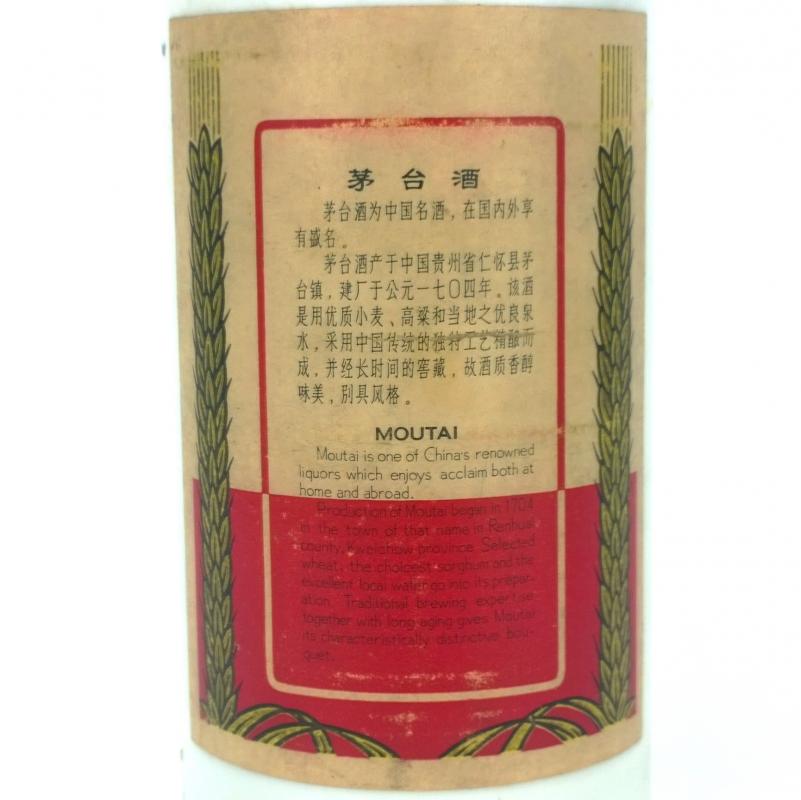 茅台酒
茅台酒为中国名酒，在国内外享
有盛名。
茅台酒产于中国贵州省仁怀县茅
台镇，建厂于公元一七〇四年。该酒
是用优质小麦、高粱和当地之优良泉
水，采用中国传统的独特工艺精酿而
成，并经长时间的窖藏，故酒质香醇
味美，别具风格。
MOUTAI
Moutai is one of China's renowned
liquors which enjoys acclaim both at
home and abroad.
Production of Moutai began in 1704
in the town of that name in Renhuai
county, Kweichow province. Selected
wheat, the choicest sorghum and the
excellent local water go into its prepar-
ation. Traditional brewing expertise
together with long aging gives Moutai
its characteristically distinctive bou-
quet.